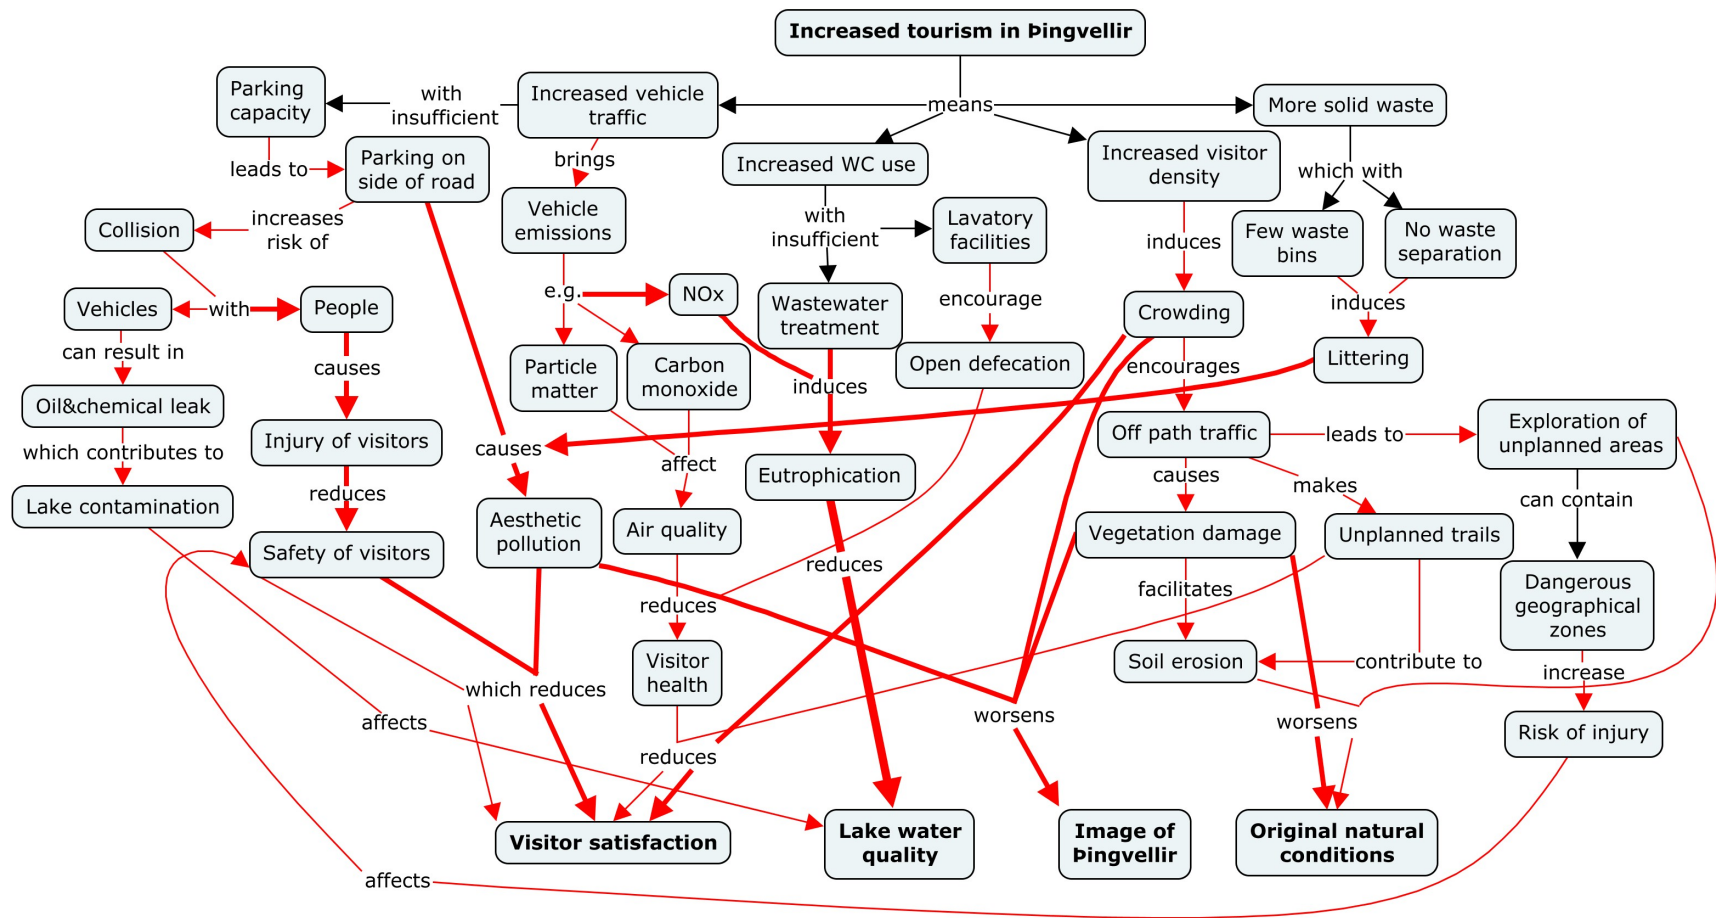 Increased tourism in Þingvellir
Parking
capacity
with
insufficient
Increased vehicle
traffic
means
More solid waste
leads to
Parking on
side of road
brings
Increased WC use
Increased visitor
density
which with
Collision
increases
risk of
Vehicle
emissions
with
insufficient
Lavatory
facilities
induces
Few waste
bins
No waste
separation
Vehicles
with
People
e.g.
NOx
Wastewater
treatment
encourage
Crowding
induces
can result in
causes
Particle
matter
Carbon
monoxide
induces
Open defecation
encourages
Littering
Oil&chemical leak
Injury of visitors
causes
Off path traffic
leads to
Exploration of
unplanned areas
which contributes to
reduces
affect
Eutrophication
causes
makes
can contain
Lake contamination
Safety of visitors
Aesthetic
pollution
Air quality
reduces
Vegetation damage
Unplanned trails
reduces
facilitates
Dangerous
geographical
zones
Visitor
health
Soil erosion
contribute to
increase
which reduces
affects
worsens
worsens
Risk of injury
reduces
Visitor satisfaction
Lake water
quality
Image of
Þingvellir
Original natural
conditions
affects